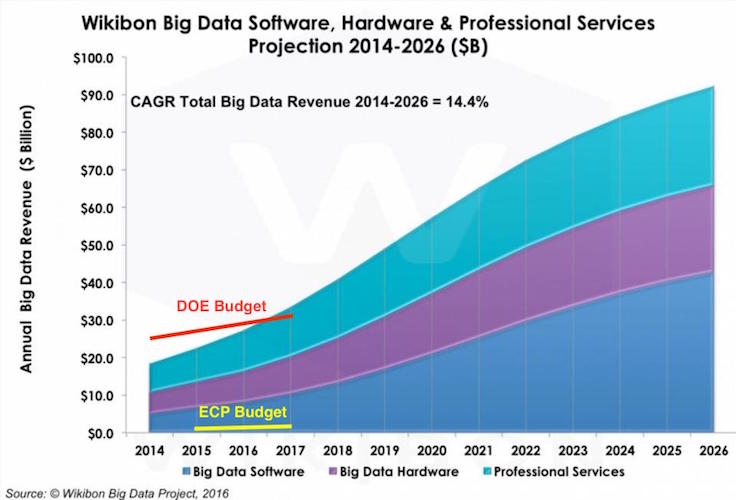 Wikibon Big Data Software, Hardware & Professional Services
Projection 2014-2026 ($B)
$100.0
$90.0
$80.0
$70.0
$60.0
$50.0
$40.0
$30.0
$20.0
$10.0
$0.0
Annual Big Data Revenue ($ Billion)
CAGR Total Big Data Revenue 2014-2026 = 14.4%
DOE Budget
ECP Budget
2014 2015 2016 2017 2018 2019 2020 2021 2022 2023 2024 2025 2026
Big Data Software Big Data Hardware Professional Services
Source: © Wikibon Big Data Project, 2016